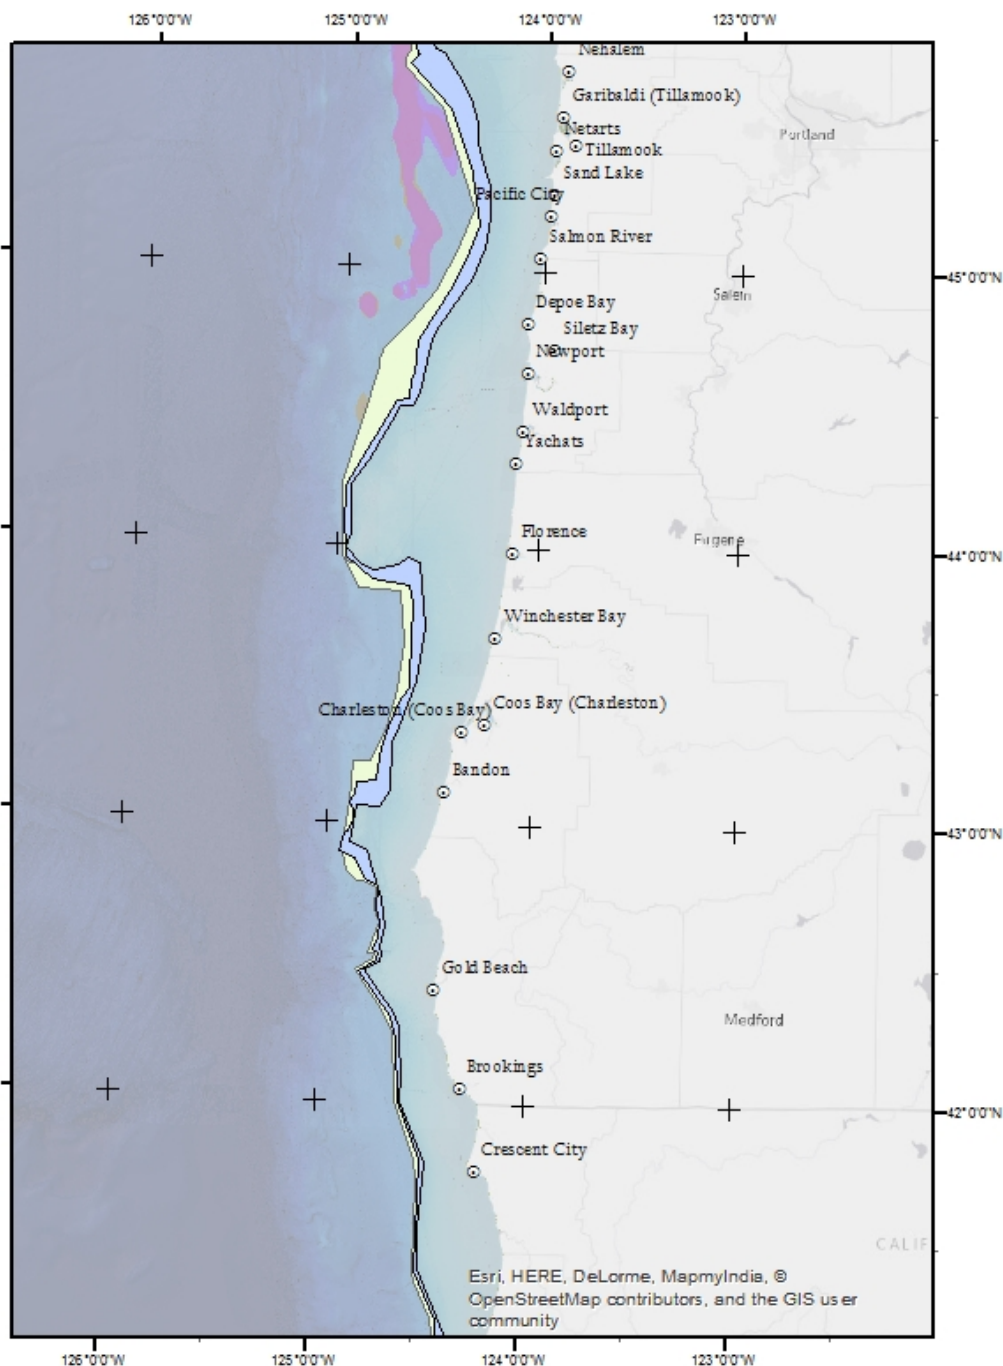 126°0'0"W
125°0'0"W
124°0'0"W
123°0'0"W
Nehalem
Garibaldi (Tillamook)
Netarts
Portland
Tillamook
Sand Lake
Pacific City
Salmon River
45°0'0"N
Salem
Depoe Bay
Siletz Bay
Newport
Waldport
Yachats
Florence
Eugene
44°0'0"N
Winchester Bay
Charleston (Coos Bay)
Coos Bay (Charleston)
Bandon
43°0'0"N
Gold Beach
Medford
Brookings
42°0'0"N
Crescent City
CALIF
Esri, HERE, DeLorme, MapmyIndia, ©
OpenStreetMap contributors, and the GIS user
community
126°0'0"W
125°0'0"W
124°0'0"W
123°0'0"W